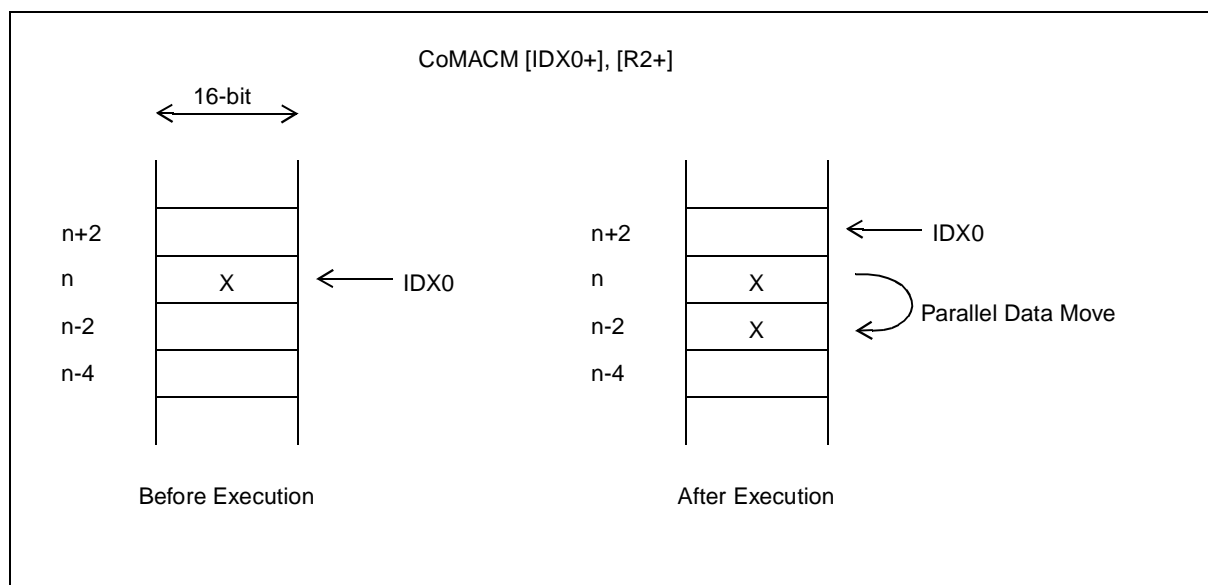 CoMACM [IDX0+], [R2+]
16-bit
n+2
n X IDX0
n-2
n-4
Before Execution
n+2 IDX0
n X
n-2 X Parallel Data Move
n-4
After Execution